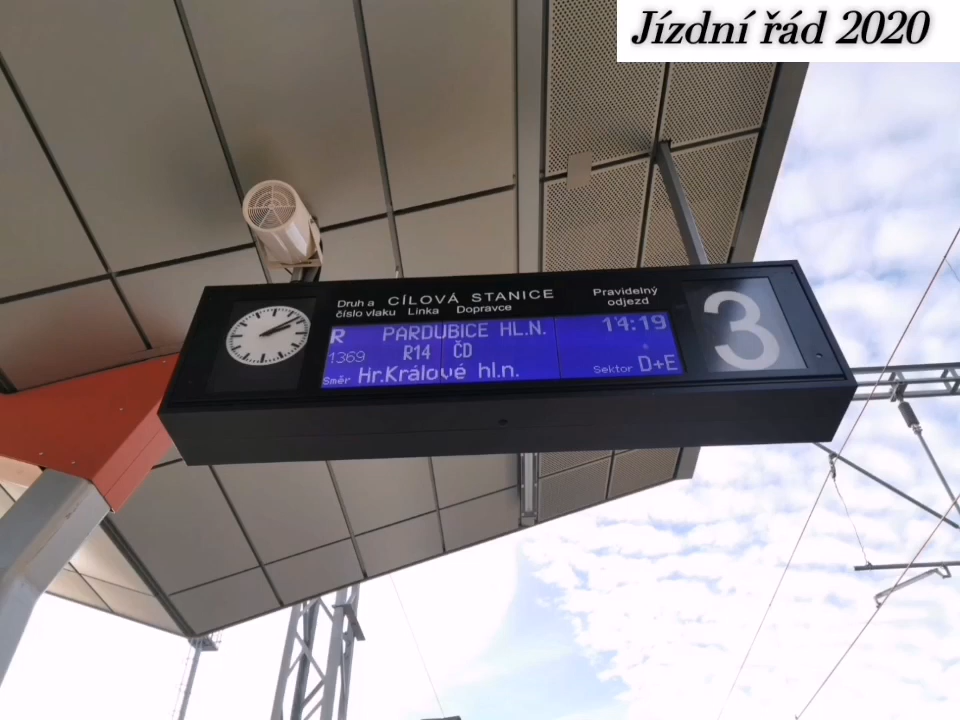 Jízdní řád 2020
Druh a CÍLOVÁ STANICE Pravidelný
číslo vlaku Linka Dopravce odjezd
R PARDUBICE HL.N. 14:19
1369 R14 ČD
Směr Hr.Králové hl.n. Sektor D+E
3